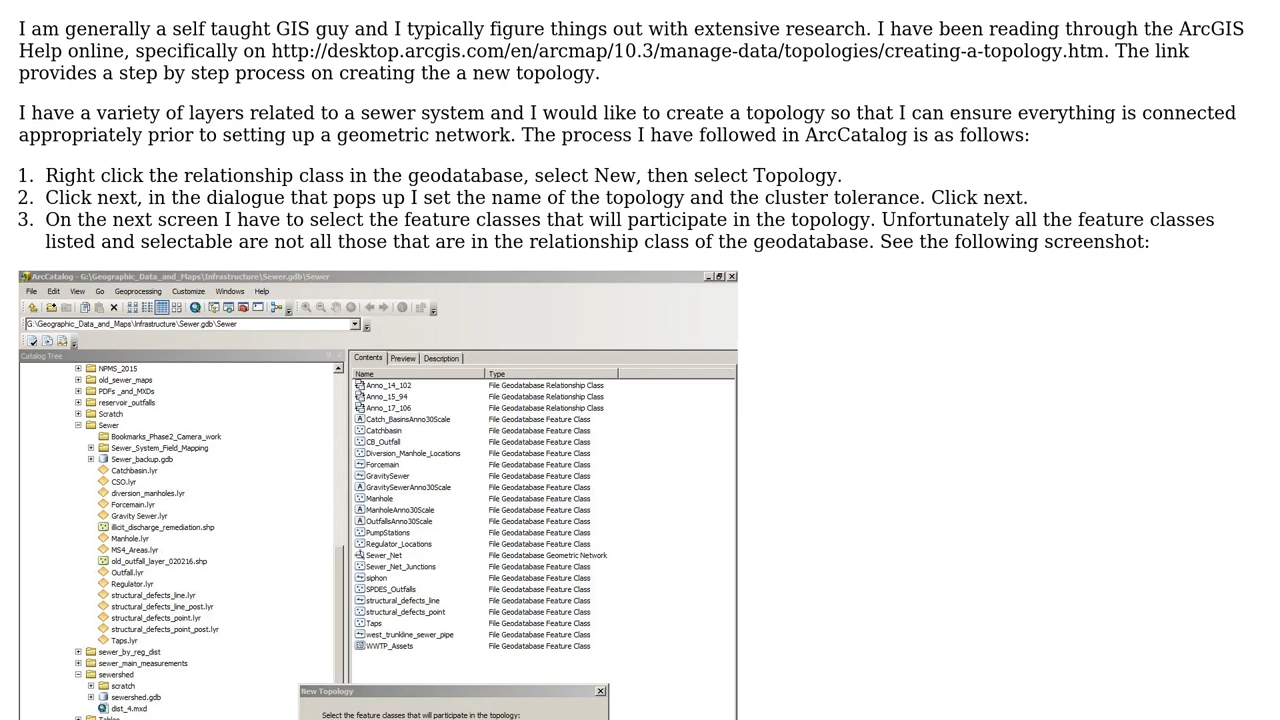 I am generally a self taught GIS guy and I typically figure things out with extensive research. I have been reading through the ArcGIS
Help online, specifically on http://desktop.arcgis.com/en/arcmap/10.3/manage-data/topologies/creating-a-topology.htm. The link
provides a step by step process on creating the a new topology.
I have a variety of layers related to a sewer system and I would like to create a topology so that I can ensure everything is connected
appropriately prior to setting up a geometric network. The process I have followed in ArcCatalog is as follows:
1. Right click the relationship class in the geodatabase, select New, then select Topology.
2. Click next, in the dialogue that pops up I set the name of the topology and the cluster tolerance. Click next.
3. On the next screen I have to select the feature classes that will participate in the topology. Unfortunately all the feature classes
listed and selectable are not all those that are in the relationship class of the geodatabase. See the following screenshot:
ArcCatalog - G:\Geographic_Data_and_Maps\Infrastructure\Sewer.gdb\Sewer
File Edit View Go Geoprocessing Customize Windows Help
G:\Geographic_Data_and_Maps\Infrastructure\Sewer.gdb\Sewer
Catalog Tree
NPMS_2015
old_sewer_maps
PDFs _and_MXDs
reservoir_outfalls
Scratch
Sewer
Bookmarks_Phase2_Camera_work
Sewer_System_Field_Mapping
Sewer_backup.gdb
Catchbasin.lyr
CSO.lyr
diversion_manholes.lyr
Forcemain.lyr
Gravity Sewer.lyr
illicit_discharge_remediation.shp
Manhole.lyr
MS4_Areas.lyr
old_outfall_layer_020216.shp
Outfall.lyr
Regulator.lyr
structural_defects_line.lyr
structural_defects_line_post.lyr
structural_defects_point.lyr
structural_defects_point_post.lyr
Taps.lyr
sewer_by_reg_dist
sewer_main_measurements
sewershed
scratch
sewershed.gdb
dist_4.mxd
Tables
Contents Preview Description
Name Type
Anno_14_102 File Geodatabase Relationship Class
Anno_15_94 File Geodatabase Relationship Class
Anno_17_106 File Geodatabase Relationship Class
Catch_BasinsAnno30Scale File Geodatabase Feature Class
Catchbasin File Geodatabase Feature Class
CB_Outfall File Geodatabase Feature Class
Diversion_Manhole_Locations File Geodatabase Feature Class
Forcemain File Geodatabase Feature Class
GravitySewer File Geodatabase Feature Class
GravitySewerAnno30Scale File Geodatabase Feature Class
Manhole File Geodatabase Feature Class
ManholeAnno30Scale File Geodatabase Feature Class
OutfallsAnno30Scale File Geodatabase Feature Class
PumpStations File Geodatabase Feature Class
Regulator_Locations File Geodatabase Feature Class
Sewer_Net File Geodatabase Geometric Network
Sewer_Net_Junctions File Geodatabase Feature Class
siphon File Geodatabase Feature Class
SPDES_Outfalls File Geodatabase Feature Class
structural_defects_line File Geodatabase Feature Class
structural_defects_point File Geodatabase Feature Class
Taps File Geodatabase Feature Class
west_trunkline_sewer_pipe File Geodatabase Feature Class
WWTP_Assets File Geodatabase Feature Class
New Topology
Select the feature classes that will participate in the topology: